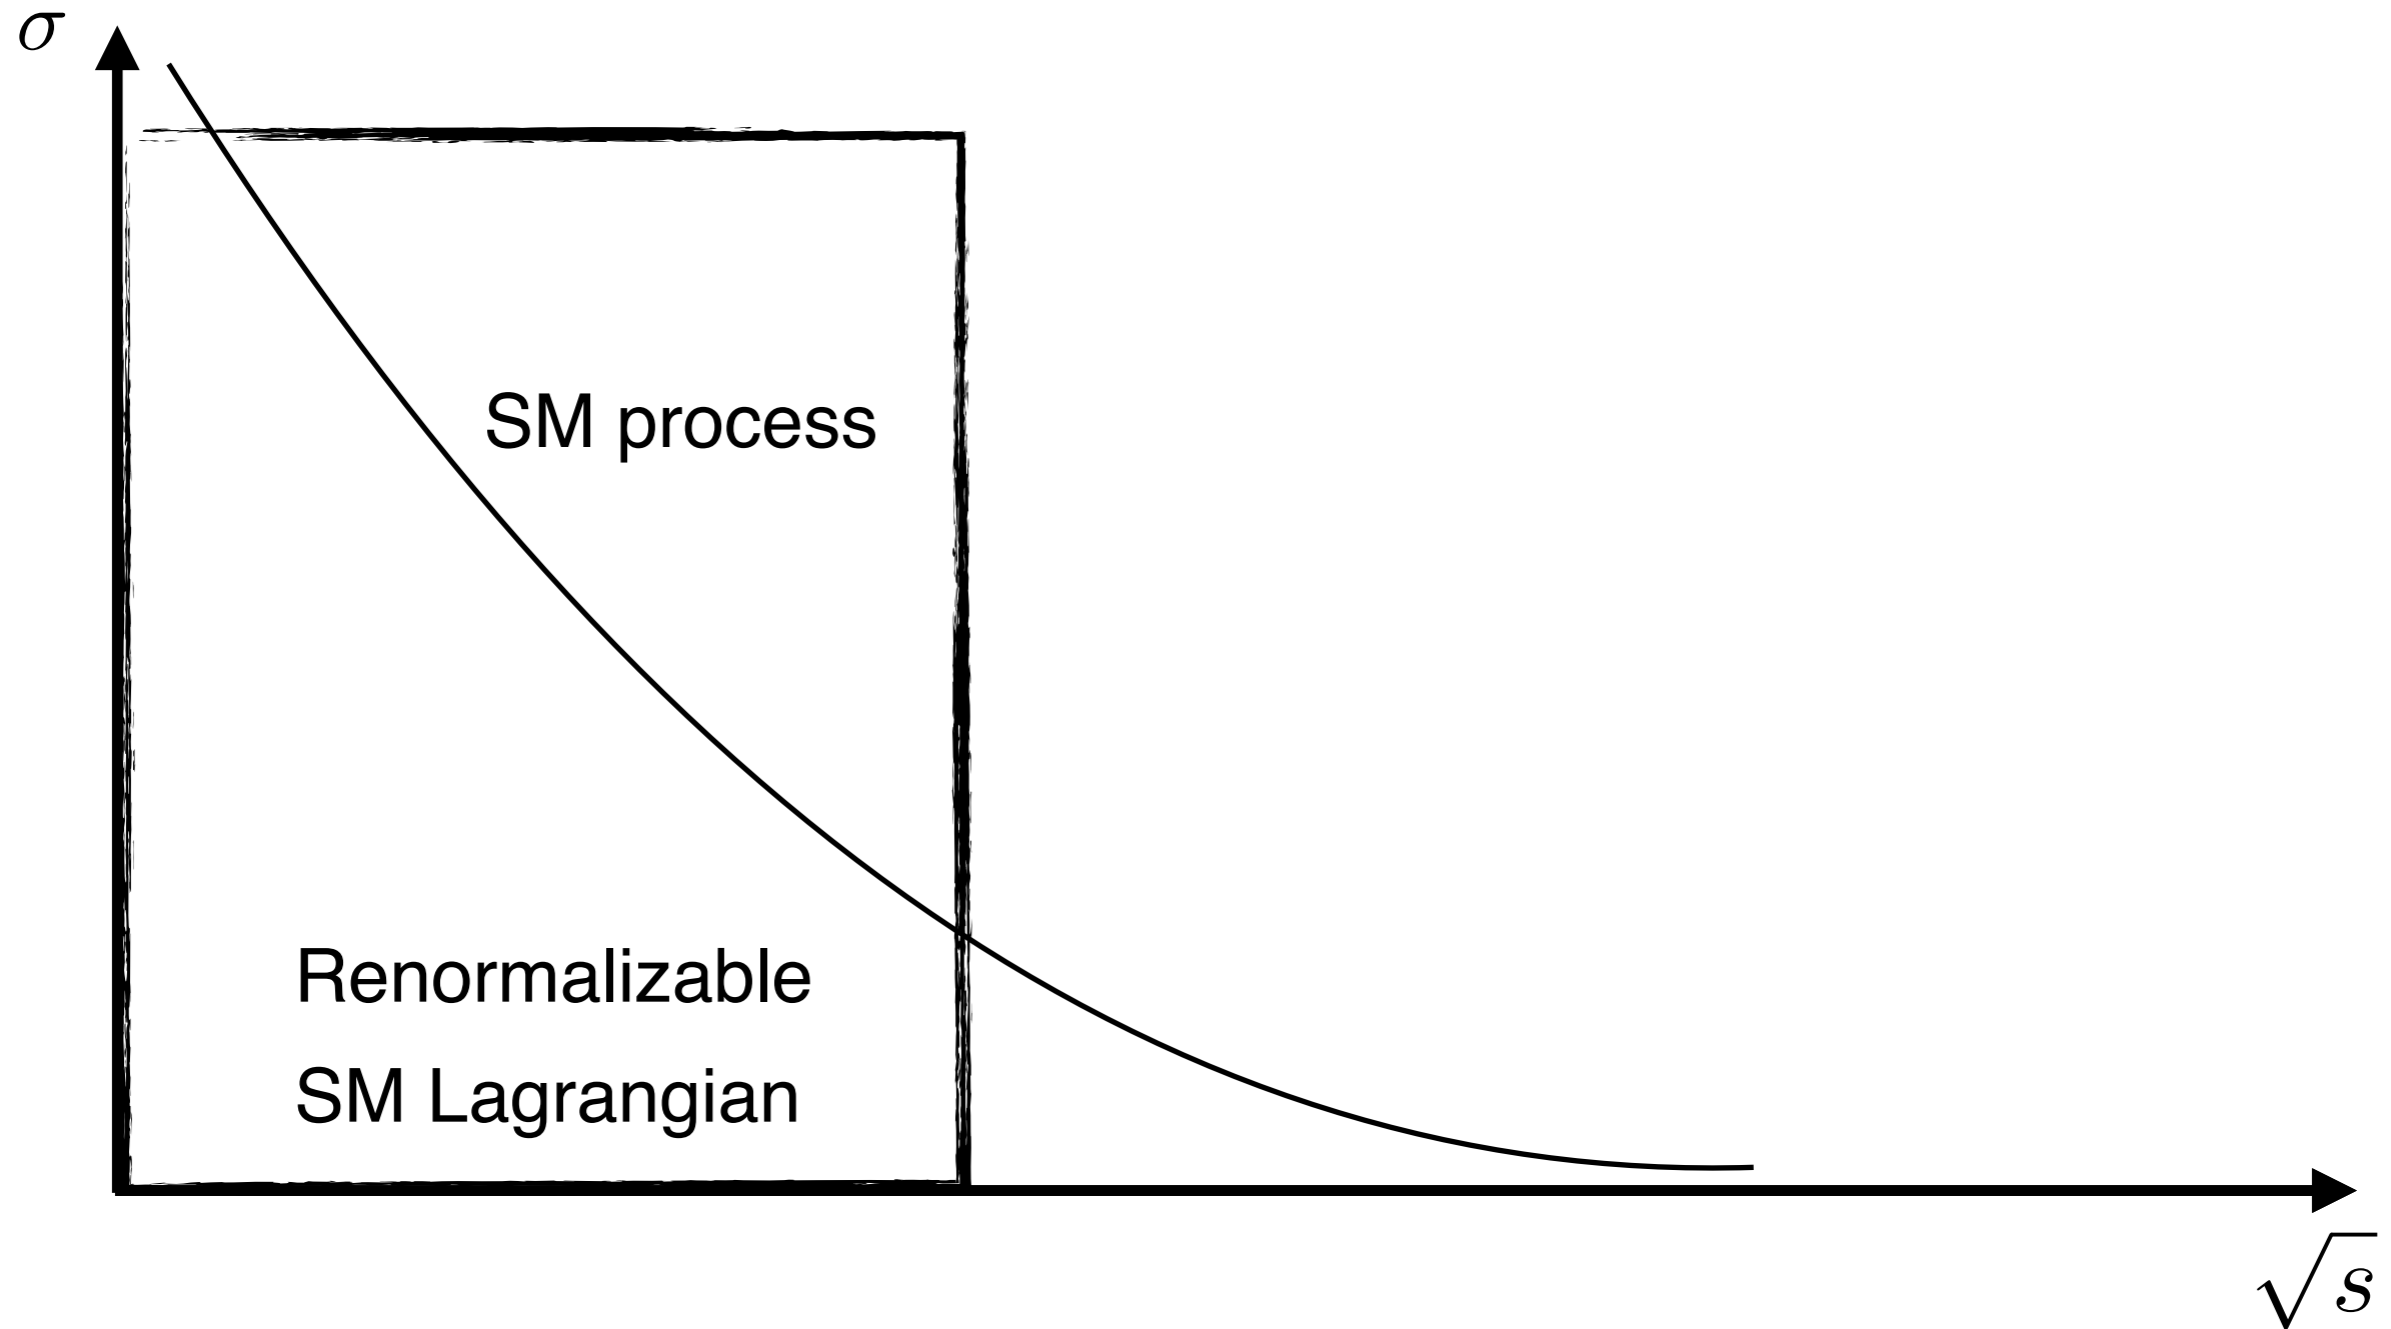 σ
SM process
Renormalizable
SM Lagrangian
√s